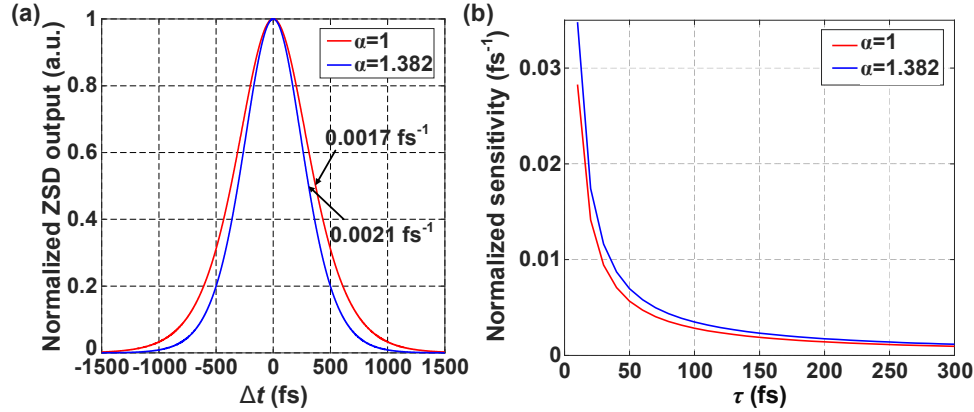 (a)
Normalized ZSD output (a.u.)
1
0.8
0.6
0.4
0.2
0
-1500 -1000 -500 0 500 1000 1500
Δt (fs)
α=1
α=1.382
0.0017 fs⁻¹
0.0021 fs⁻¹
(b)
Normalized sensitivity (fs⁻¹)
0.03
0.02
0.01
0
0 50 100 150 200 250 300
τ (fs)
α=1
α=1.382